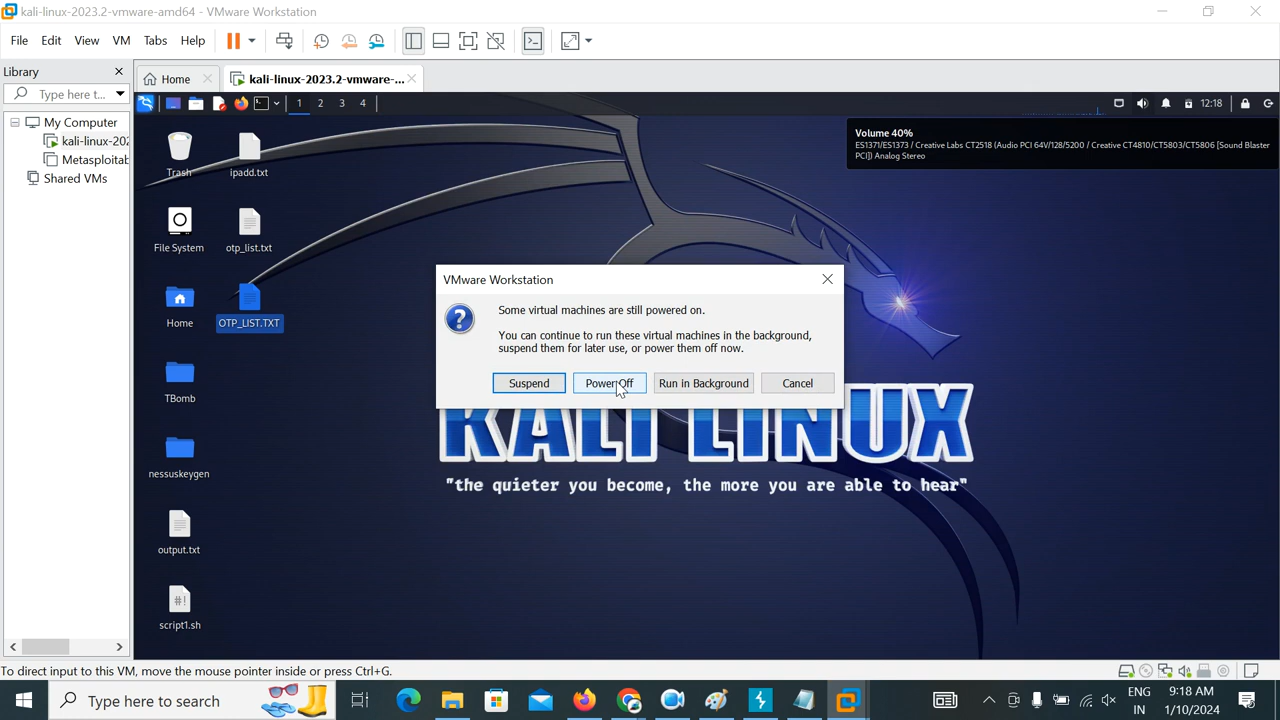 kali-linux-2023.2-vmware-amd64 - VMware Workstation
File Edit View VM Tabs Help
Library
Home
kali-linux-2023.2-vmware-...
Type here t...
1 2 3 4
12:18
My Computer
kali-linux-202
Metasploitab
Shared VMs
Volume 40%
ES1371/ES1373 / Creative Labs CT2518 (Audio PCI 64V/128/5200 / Creative CT4810/CT5803/CT5806 [Sound Blaster
PCI]) Analog Stereo
Trash
ipadd.txt
File System
otp_list.txt
Home
OTP_LIST.TXT
TBomb
nessuskeygen
output.txt
#!
script1.sh
VMware Workstation
Some virtual machines are still powered on.
You can continue to run these virtual machines in the background,
suspend them for later use, or power them off now.
Suspend
Power Off
Run in Background
Cancel
KALI LINUX
"the quieter you become, the more you are able to hear"
To direct input to this VM, move the mouse pointer inside or press Ctrl+G.
Type here to search
ENG
IN
9:18 AM
1/10/2024